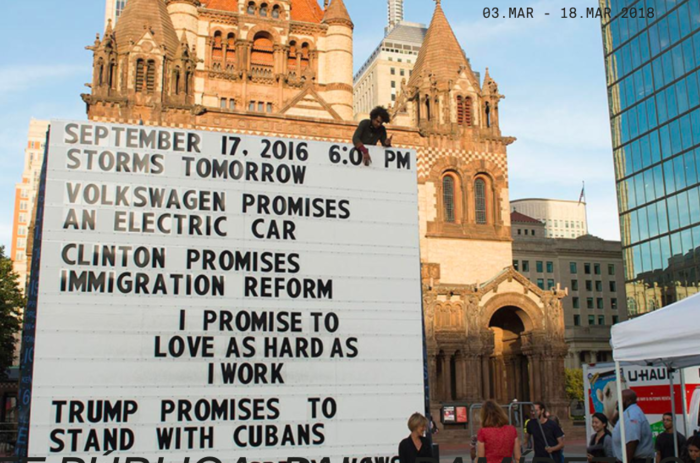 03.MAR - 18.MAR.2018
SEPTEMBER 17, 2016 6:00 PM
STORMS TOMORROW
VOLKSWAGEN PROMISES
AN ELECTRIC CAR
CLINTON PROMISES
IMMIGRATION REFORM
I PROMISE TO
LOVE AS HARD AS
I WORK
TRUMP PROMISES TO
STAND WITH CUBANS
U-HAUL